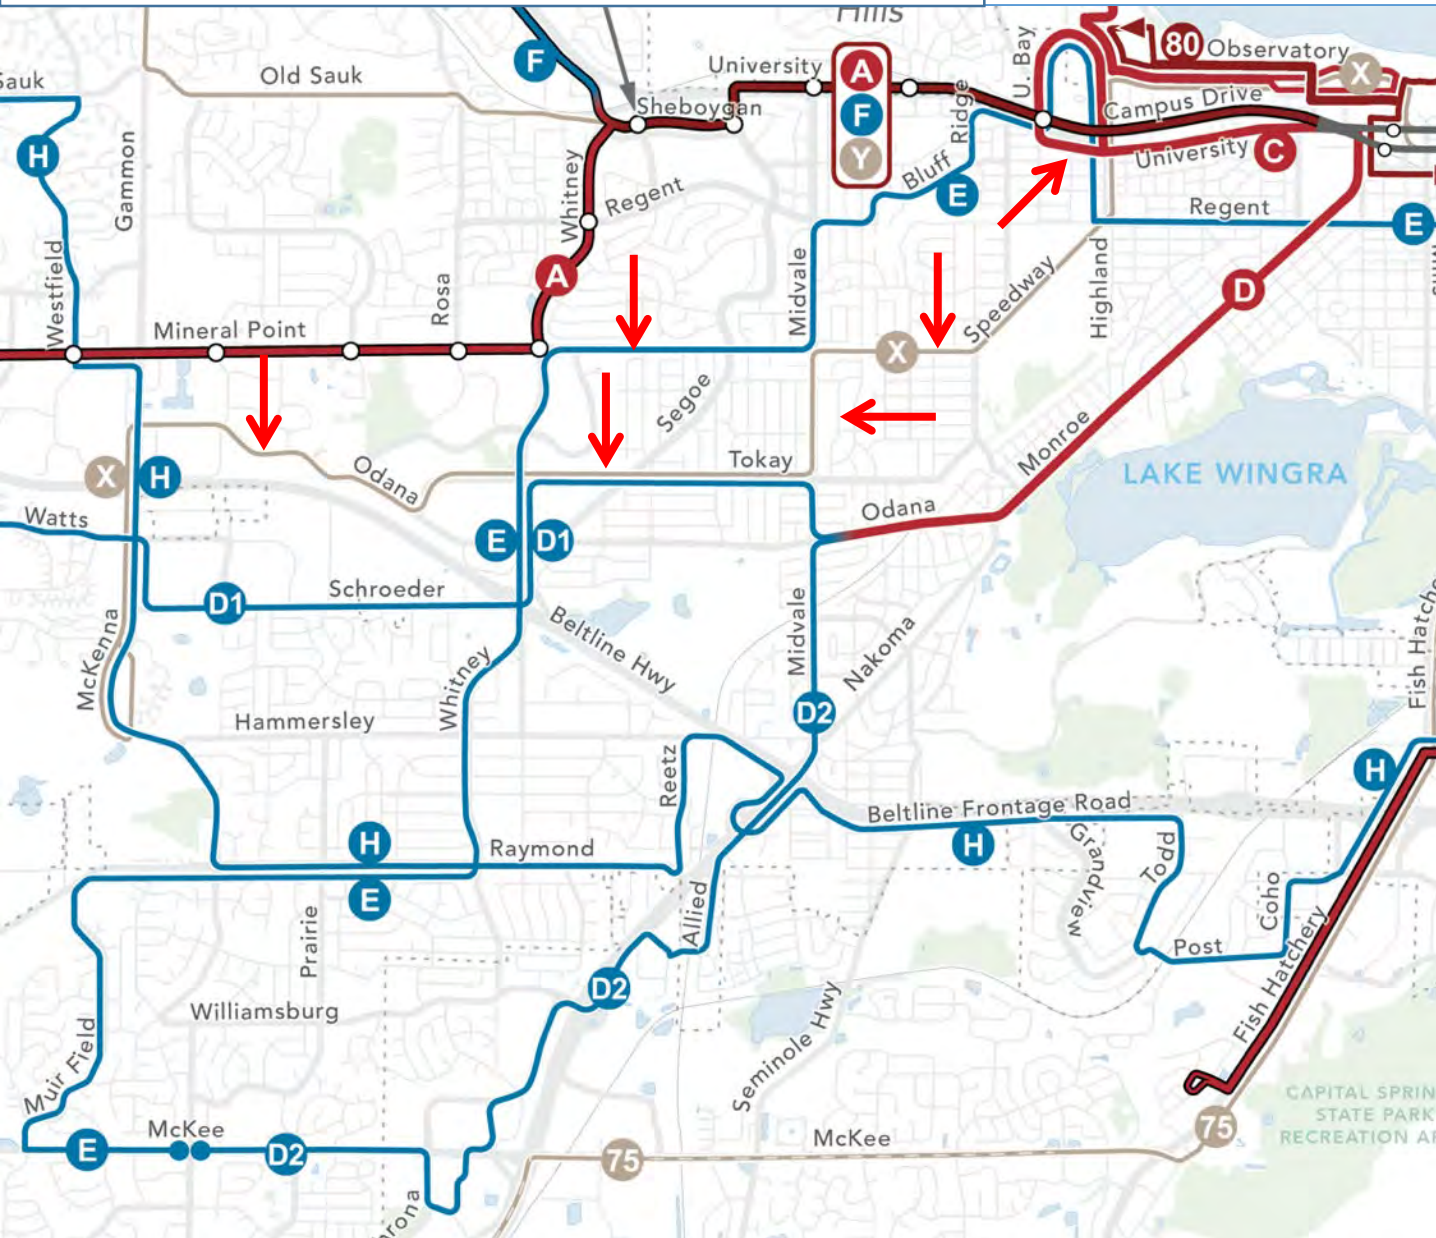 Hills
F
University
A
F
Y
U. Bay
80
Observatory
X
Sauk
Old Sauk
Sheboygan
Ridge
Campus Drive
H
Gammon
Whitney
Regent
Bluff
E
University
C
Regent
E
Westfield
Rosa
A
Midvale
Speedway
Highland
D
Mineral Point
X
Segoe
Monroe
LAKE WINGRA
X
H
Odana
Tokay
Watts
E
D1
Odana
D1
Schroeder
Beltline Hwy
Midvale
Nakoma
McKenna
Whitney
Fish Hatche
Hammersley
D2
Reetz
H
Beltline Frontage Road
H
Raymond
H
Grandview
Todd
E
Allied
Coho
Prairie
Post
Fish Hatchery
D2
Williamsburg
Seminole Hwy
Muir Field
CAPITAL SPRIN
STATE PARK
RECREATION A
McKee
E
D2
McKee
75
75
arona